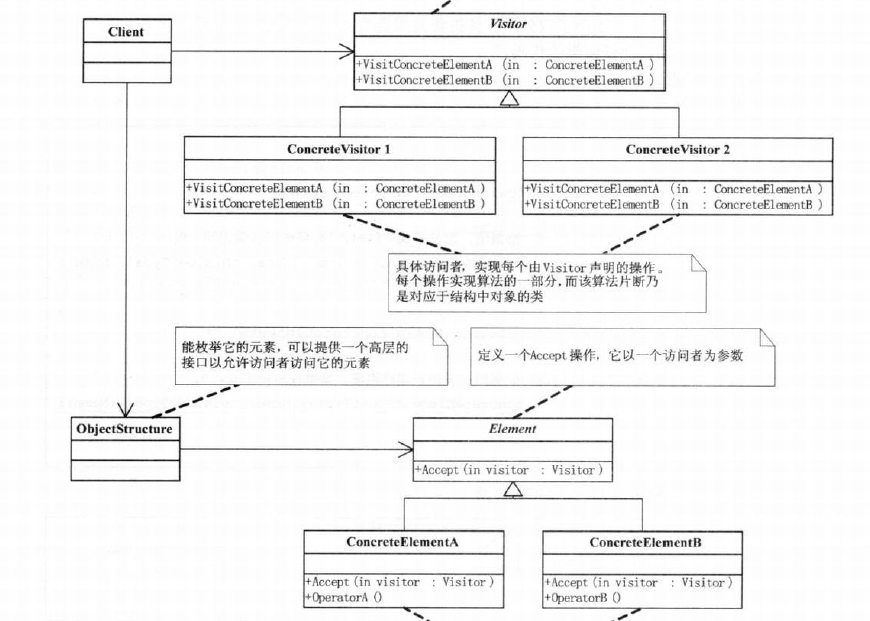 Client
Visitor
+VisitConcreteElementA (in : ConcreteElementA )
+VisitConcreteElementB (in : ConcreteElementB )
ConcreteVisitor 1
+VisitConcreteElementA (in : ConcreteElementA )
+VisitConcreteElementB (in : ConcreteElementB )
ConcreteVisitor 2
+VisitConcreteElementA (in : ConcreteElementA )
+VisitConcreteElementB (in : ConcreteElementB )
具体访问者，实现每个由Visitor声明的操作。
每个操作实现算法的一部分，而该算法片断乃
是对应于结构中对象的类
能枚举它的元素，可以提供一个高层的
接口以允许访问者访问它的元素
定义一个Accept操作，它以一个访问者为参数
ObjectStructure
Element
+Accept(in visitor : Visitor)
ConcreteElementA
+Accept(in visitor : Visitor)
+OperatorA ()
ConcreteElementB
+Accept(in visitor : Visitor)
+OperatorB ()